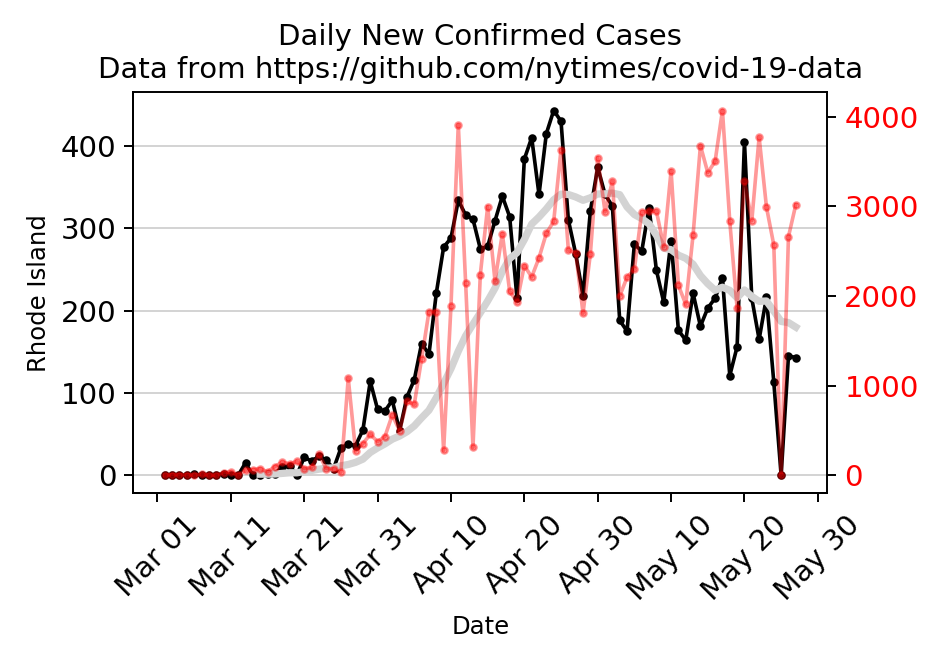 Daily New Confirmed Cases
Data from https://github.com/nytimes/covid-19-data
Rhode Island
400
300
200
100
0
4000
3000
2000
1000
0
Mar 01
Mar 11
Mar 21
Mar 31
Apr 10
Apr 20
Apr 30
May 10
May 20
May 30
Date